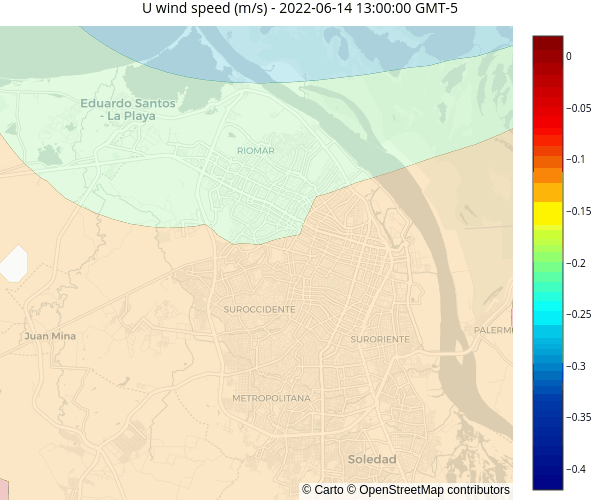 U wind speed (m/s) - 2022-06-14 13:00:00 GMT-5
Eduardo Santos
- La Playa
RIOMAR
SUROCCIDENTE
Juan Mina
SURORIENTE
PALERM
METROPOLITANA
Soledad
© Carto © OpenStreetMap contributors
0
−0.05
−0.1
−0.15
−0.2
−0.25
−0.3
−0.35
−0.4